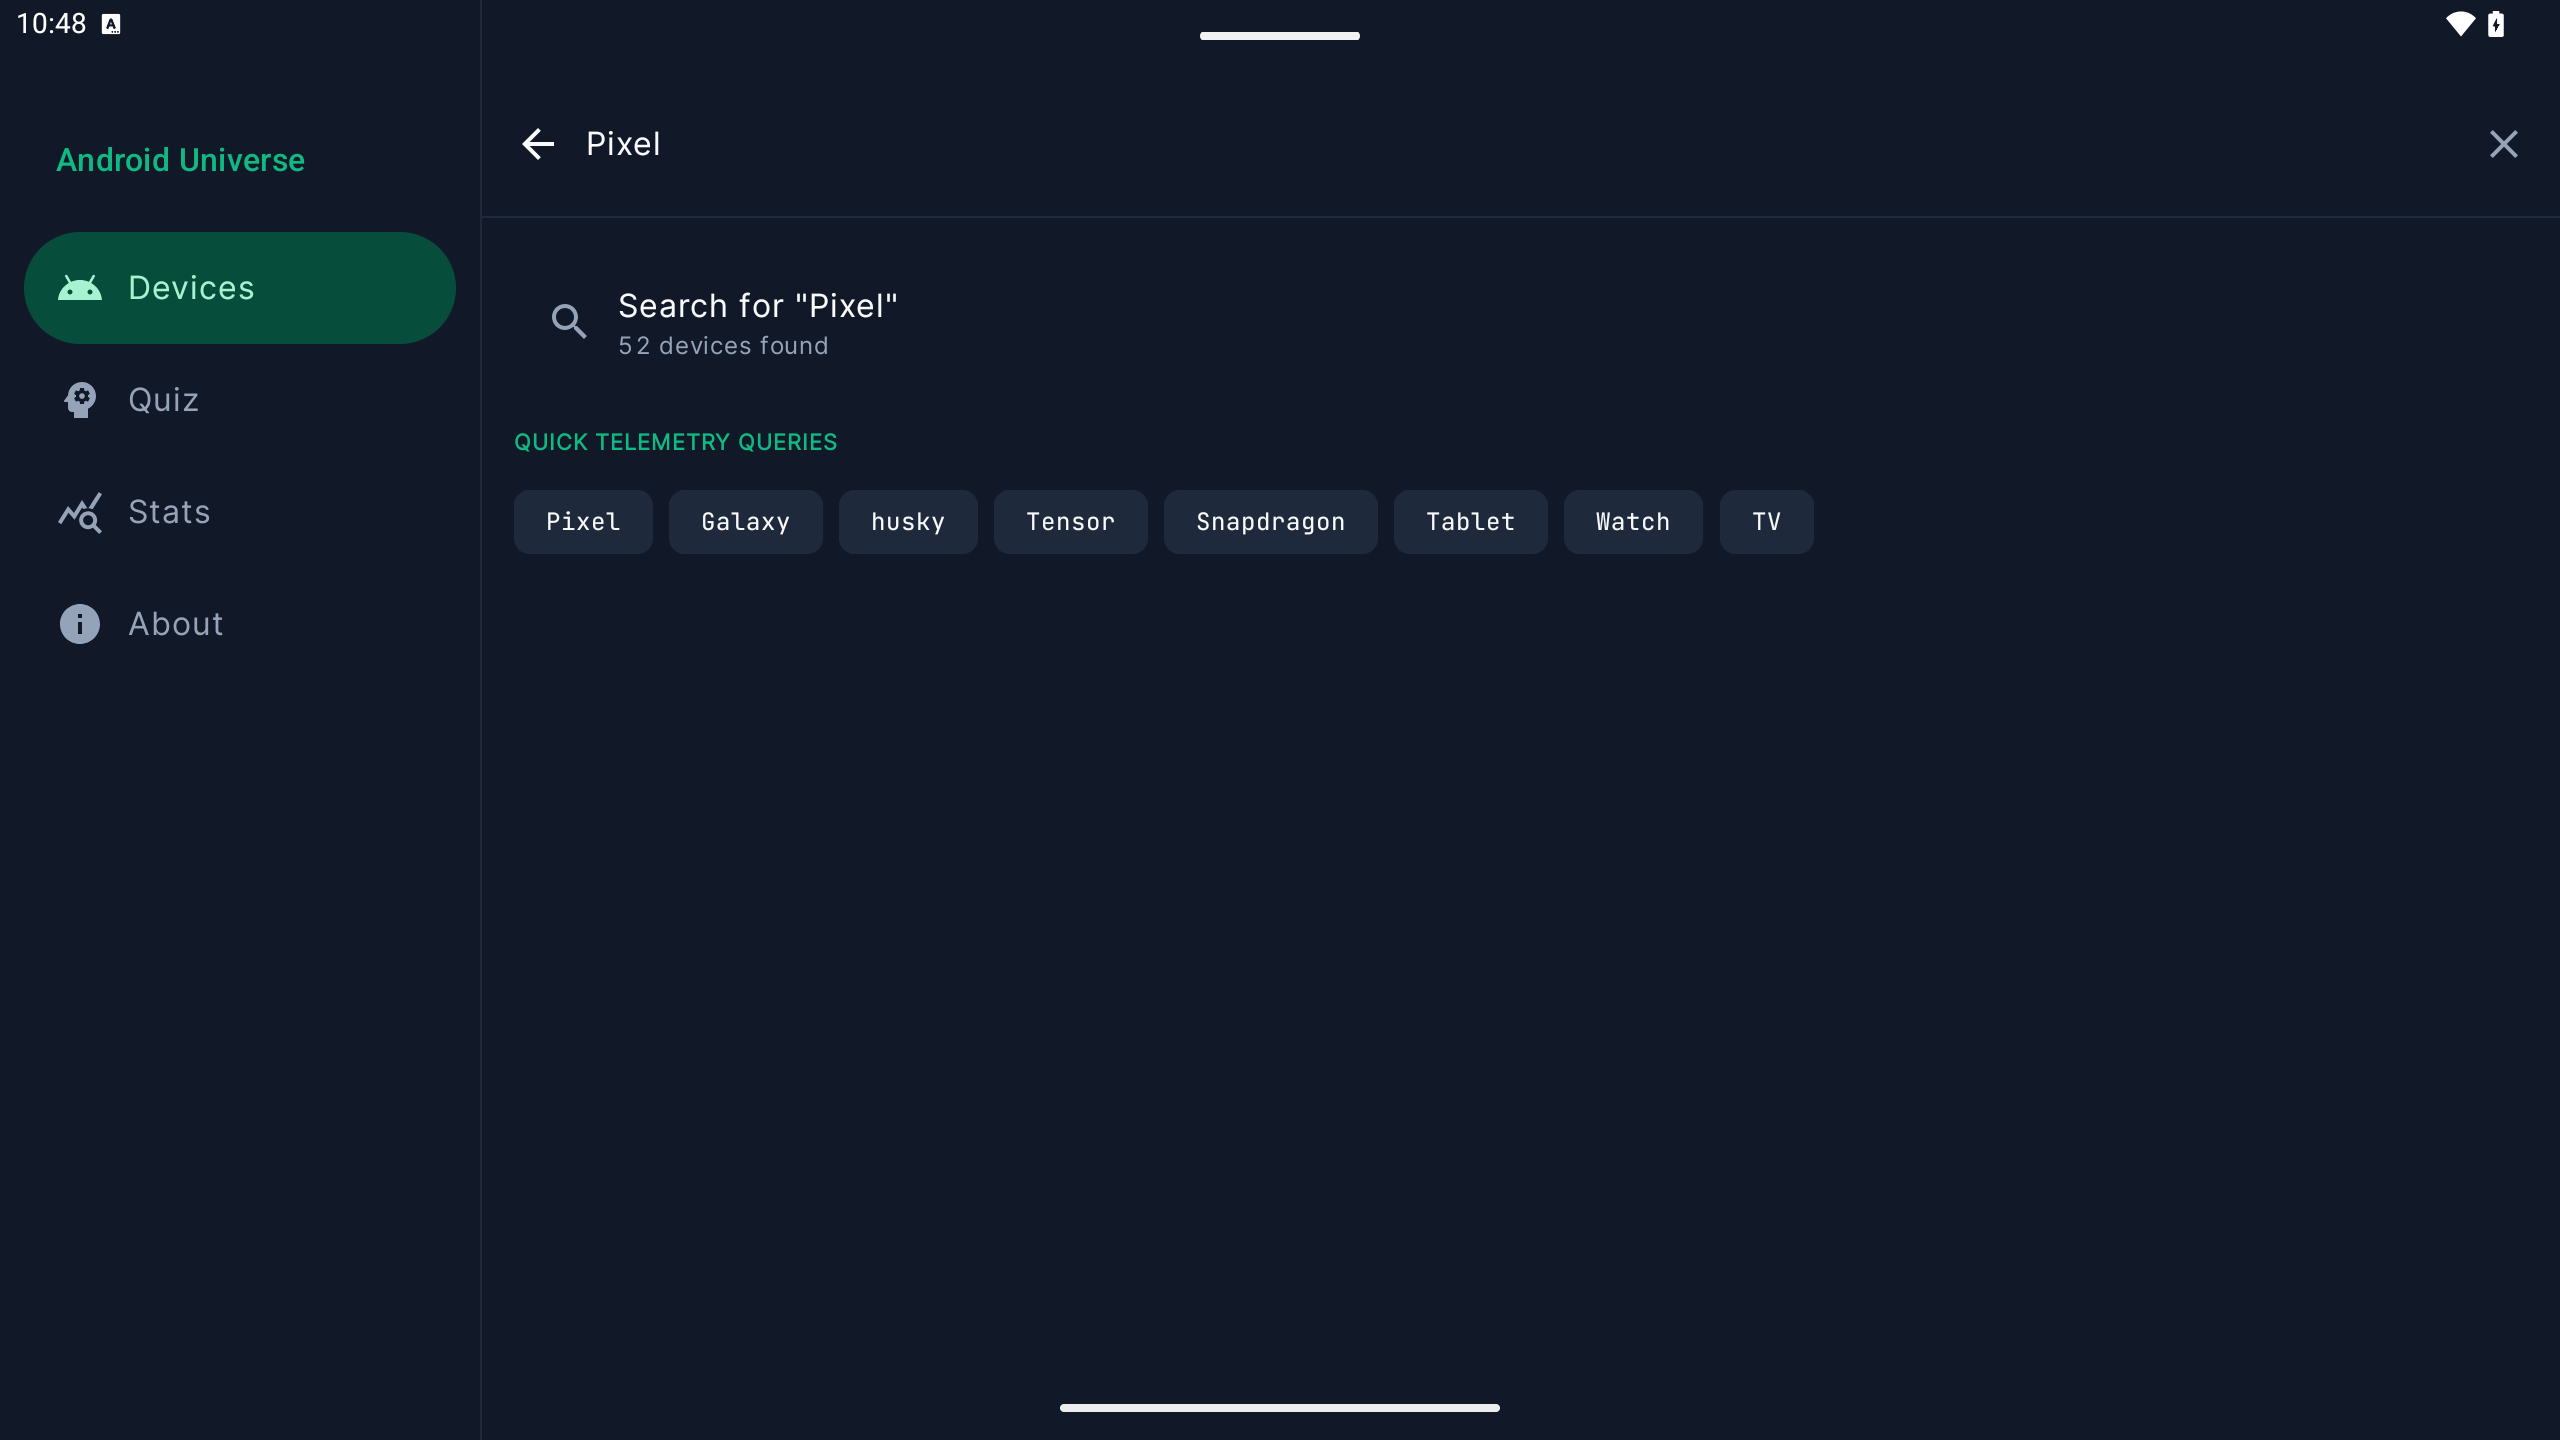 10:48
Android Universe
Devices
Quiz
Stats
About
Pixel
Search for "Pixel"
52 devices found
QUICK TELEMETRY QUERIES
Pixel Galaxy husky Tensor Snapdragon Tablet Watch TV